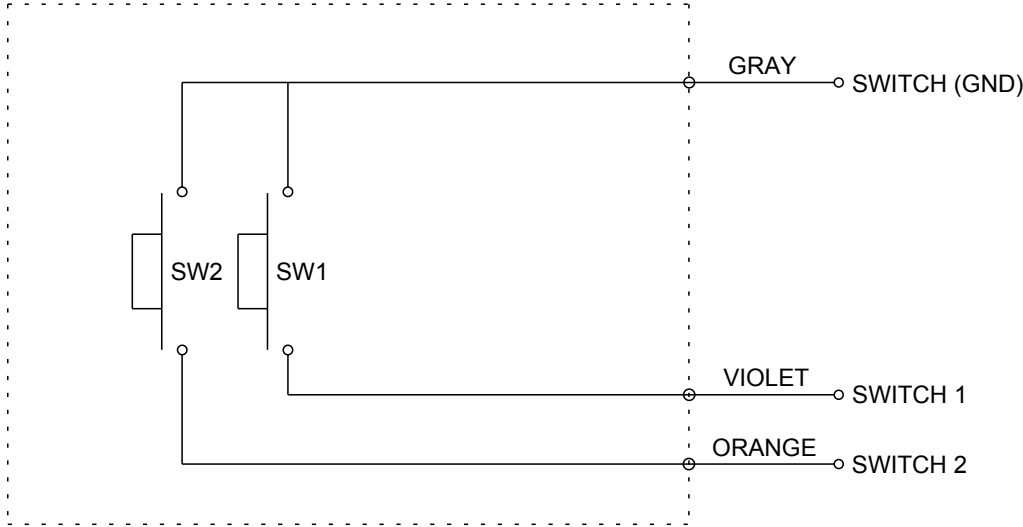 GRAY
SWITCH (GND)
SW2
SW1
VIOLET
SWITCH 1
ORANGE
SWITCH 2